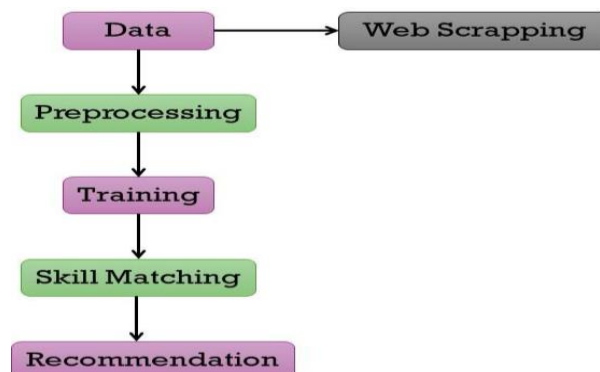 Data
Web Scrapping
Preprocessing
Training
Skill Matching
Recommendation